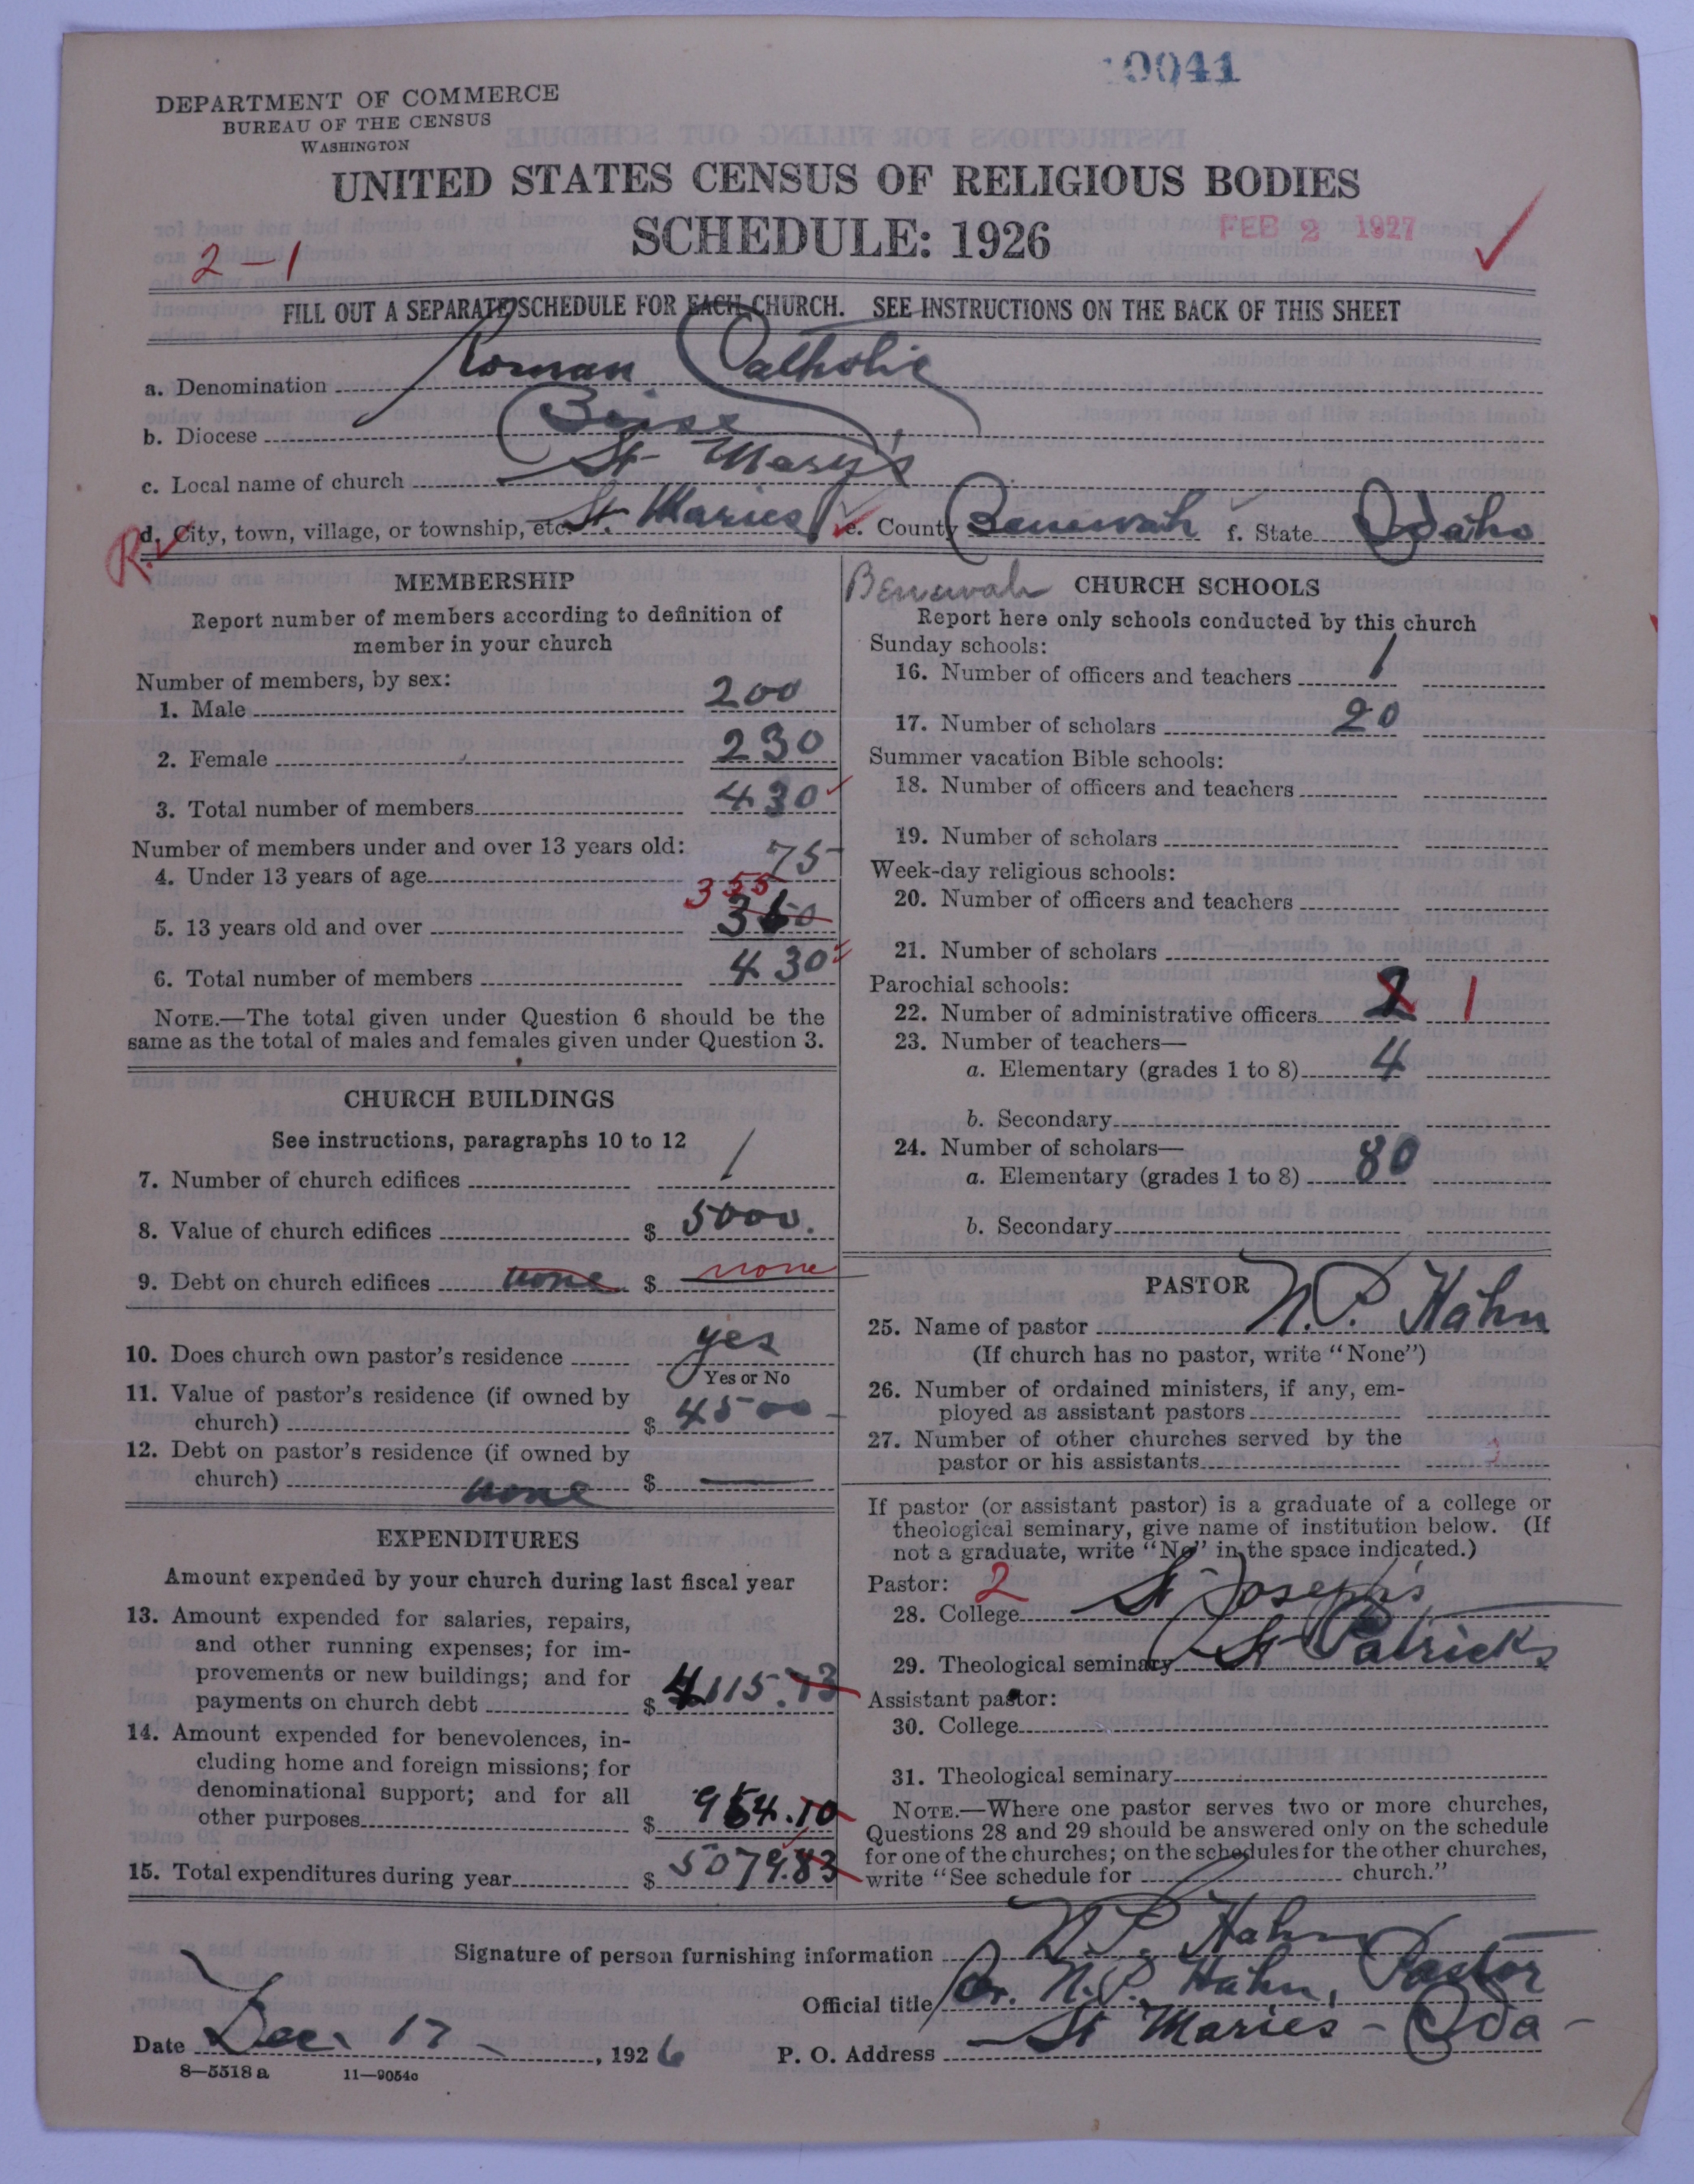 0041
DEPARTMENT OF COMMERCE
BUREAU OF THE CENSUS
WASHINGTON
UNITED STATES CENSUS OF RELIGIOUS BODIES
SCHEDULE: 1926
FEB 2 1927
2-1
FILL OUT A SEPARATE SCHEDULE FOR EACH CHURCH. SEE INSTRUCTIONS ON THE BACK OF THIS SHEET
a. Denomination Roman Catholic
b. Diocese Boise
c. Local name of church St Mary's
R. d. City, town, village, or township, etc. St. Maries e. County Benewah f. State Idaho
MEMBERSHIP
Report number of members according to definition of
member in your church
Number of members, by sex:
1. Male 200
2. Female 230
3. Total number of members 430
Number of members under and over 13 years old:
4. Under 13 years of age 75
355
5. 13 years old and over 360
6. Total number of members 430
NOTE.—The total given under Question 6 should be the
same as the total of males and females given under Question 3.
CHURCH BUILDINGS
See instructions, paragraphs 10 to 12
7. Number of church edifices 1
8. Value of church edifices $ 5000.
9. Debt on church edifices none $ none
10. Does church own pastor's residence yes
Yes or No
11. Value of pastor's residence (if owned by
church) $ 4500
12. Debt on pastor's residence (if owned by
church) none $ —
EXPENDITURES
Amount expended by your church during last fiscal year
13. Amount expended for salaries, repairs,
and other running expenses; for im-
provements or new buildings; and for
payments on church debt $ 4115.73
14. Amount expended for benevolences, in-
cluding home and foreign missions; for
denominational support; and for all
other purposes $ 964.10
15. Total expenditures during year $ 5079.83
Benewah CHURCH SCHOOLS
Report here only schools conducted by this church
Sunday schools:
16. Number of officers and teachers 1
17. Number of scholars 20
Summer vacation Bible schools:
18. Number of officers and teachers
19. Number of scholars
Week-day religious schools:
20. Number of officers and teachers
21. Number of scholars
Parochial schools:
22. Number of administrative officers 2 1
23. Number of teachers—
a. Elementary (grades 1 to 8) 4
b. Secondary
24. Number of scholars—
a. Elementary (grades 1 to 8) 80
b. Secondary
PASTOR
25. Name of pastor N.P. Hahn
(If church has no pastor, write "None")
26. Number of ordained ministers, if any, em-
ployed as assistant pastors
27. Number of other churches served by the
pastor or his assistants
If pastor (or assistant pastor) is a graduate of a college or
theological seminary, give name of institution below. (If
not a graduate, write "No" in the space indicated.)
Pastor: 2
28. College St Joseph's
29. Theological seminary St Patricks
Assistant pastor:
30. College
31. Theological seminary
NOTE.—Where one pastor serves two or more churches,
Questions 28 and 29 should be answered only on the schedule
for one of the churches; on the schedules for the other churches,
write "See schedule for church."
Signature of person furnishing information N.P. Hahn
Official title Dr. N.P. Hahn, Pastor
Date Dec. 17, 1926 P. O. Address St Maries - Ida -
8—5518 a 11—9054c